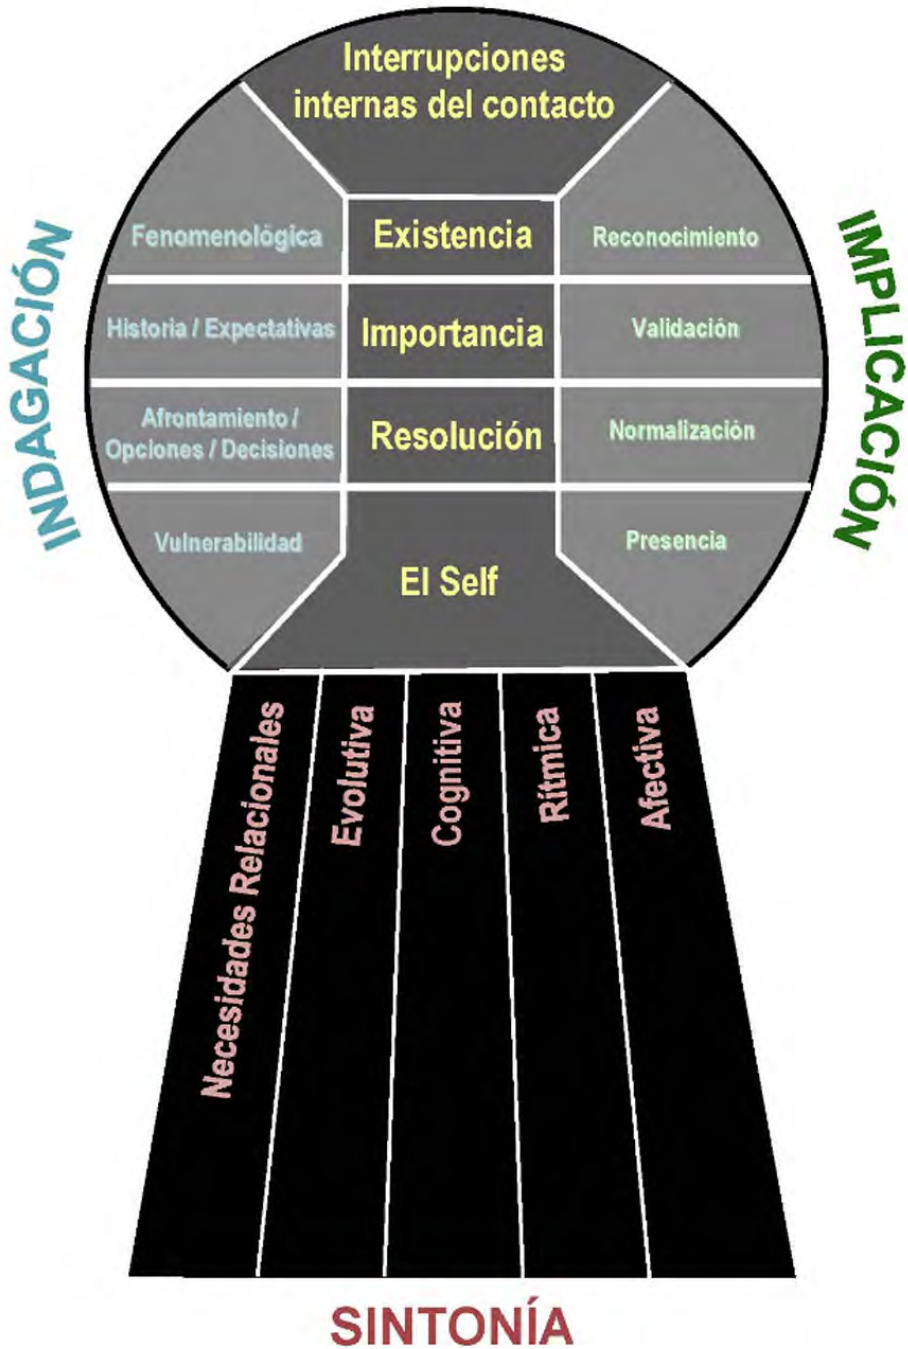 Interrupciones
internas del contacto
INDAGACIÓN
IMPLICACIÓN
Fenomenológica
Existencia
Reconocimiento
Historia / Expectativas
Importancia
Validación
Afrontamiento /
Opciones / Decisiones
Resolución
Normalización
Vulnerabilidad
El Self
Presencia
Necesidades Relacionales
Evolutiva
Cognitiva
Rítmica
Afectiva
SINTONÍA